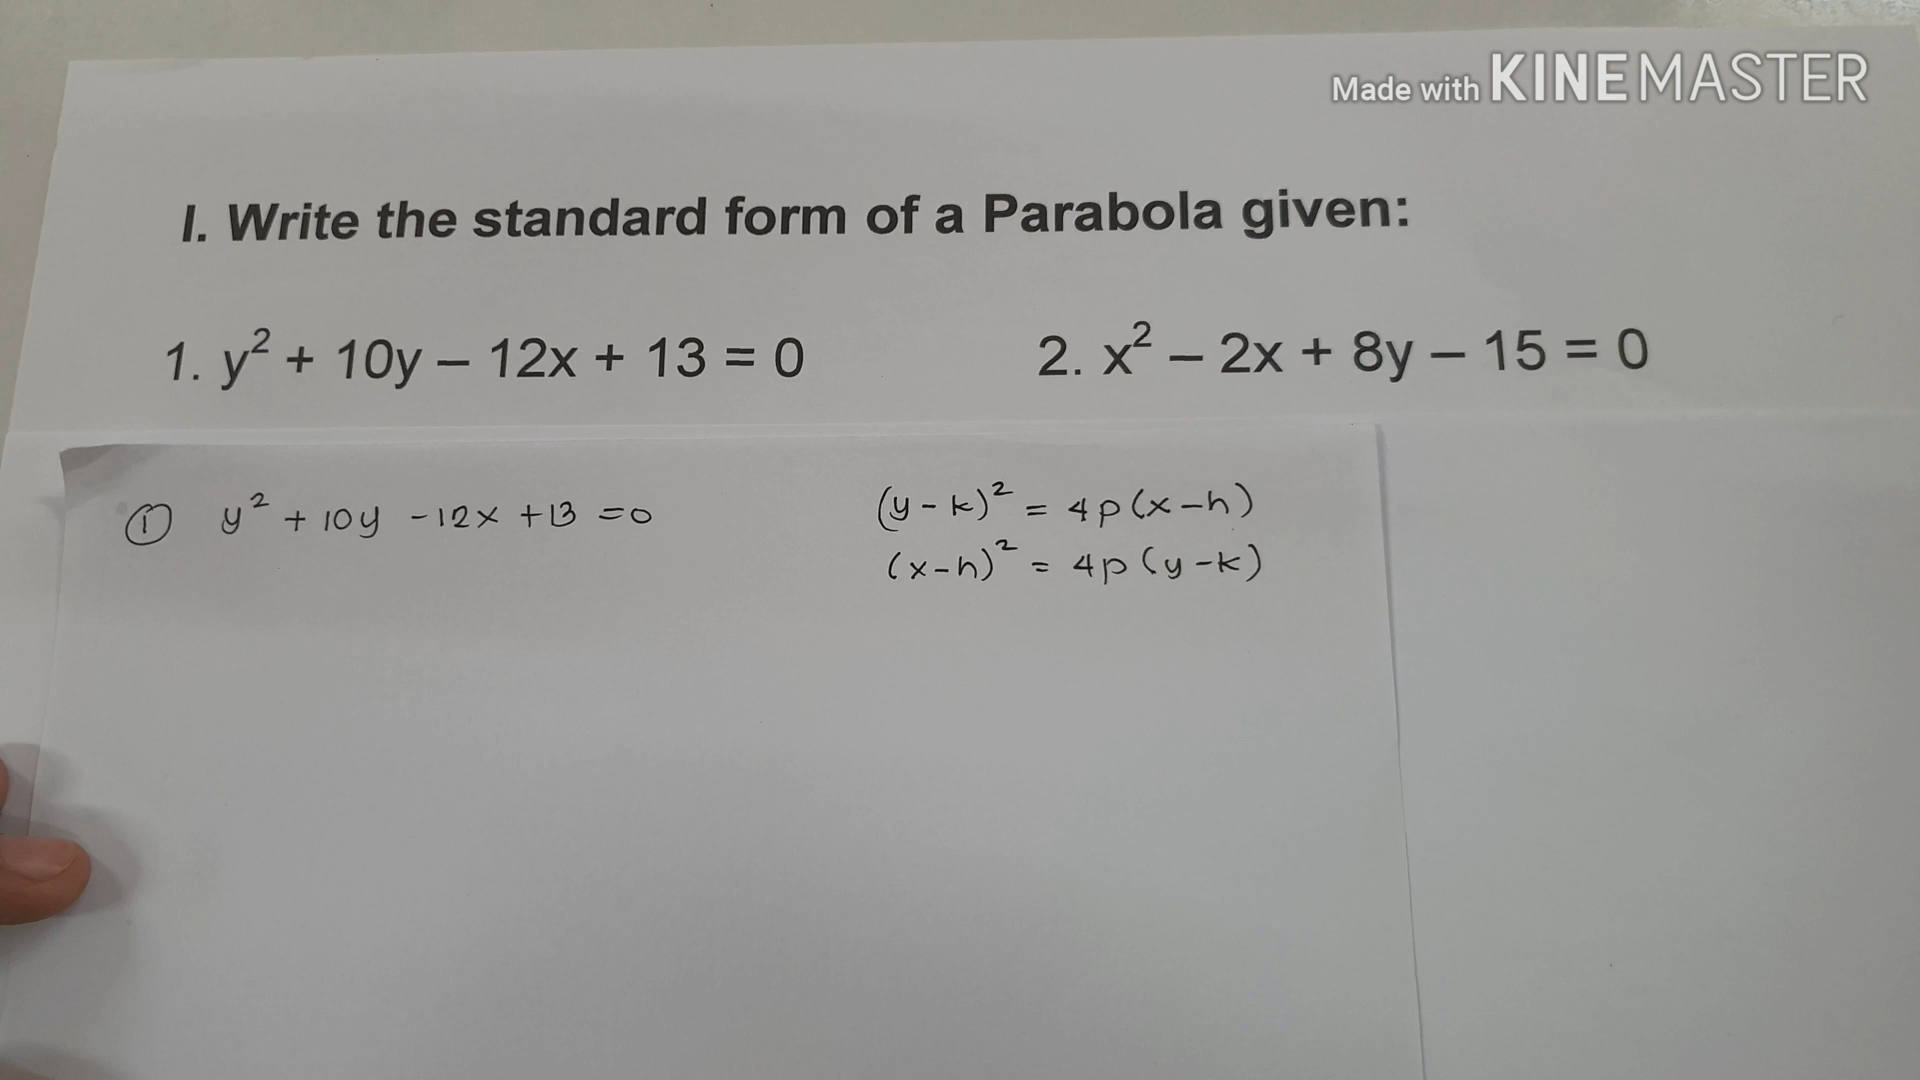 Made with KINEMASTER
I. Write the standard form of a Parabola given:
1. y² + 10y – 12x + 13 = 0
2. x² – 2x + 8y – 15 = 0
① y² + 10y - 12x + 13 = 0
(y - k)² = 4p(x - h)
(x - h)² = 4p(y - k)